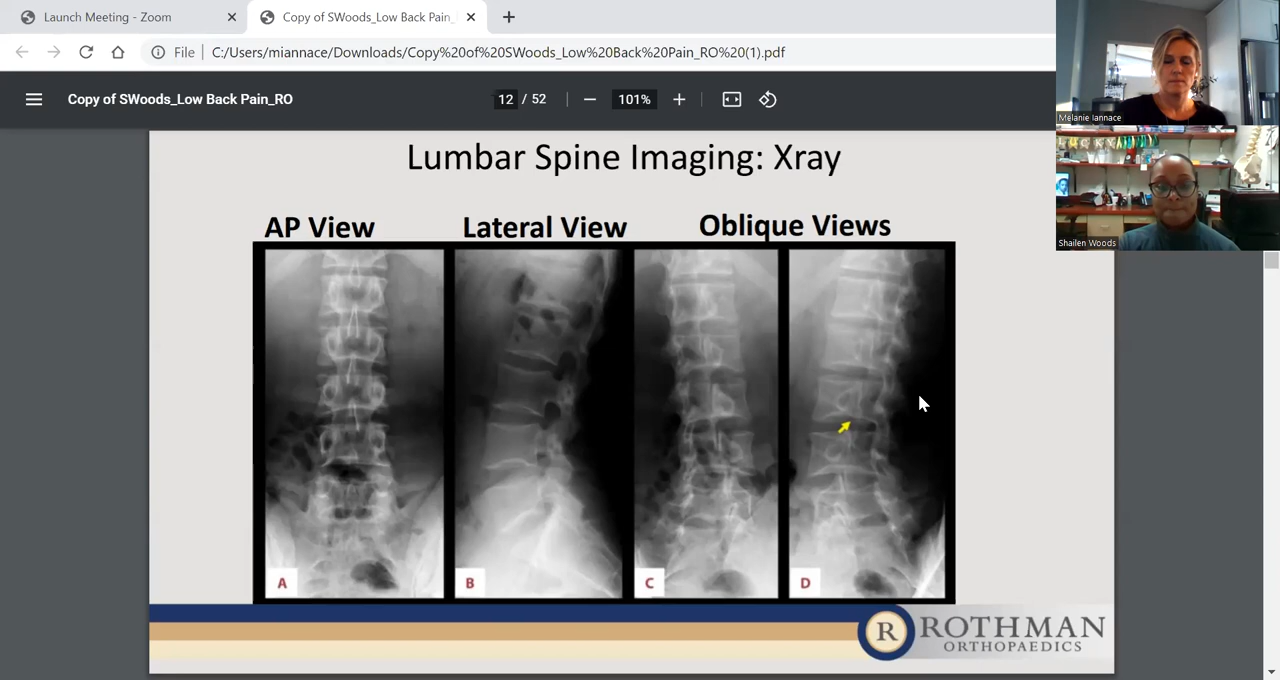 Launch Meeting - Zoom
Copy of SWoods_Low Back Pain_
File
C:/Users/miannace/Downloads/Copy%20of%20SWoods_Low%20Back%20Pain_RO%20(1).pdf
Copy of SWoods_Low Back Pain_RO
12 / 52
101%
Melanie Iannace
Shailen Woods
Lumbar Spine Imaging: Xray
AP View
Lateral View
Oblique Views
A
B
C
D
R
ROTHMAN
ORTHOPAEDICS